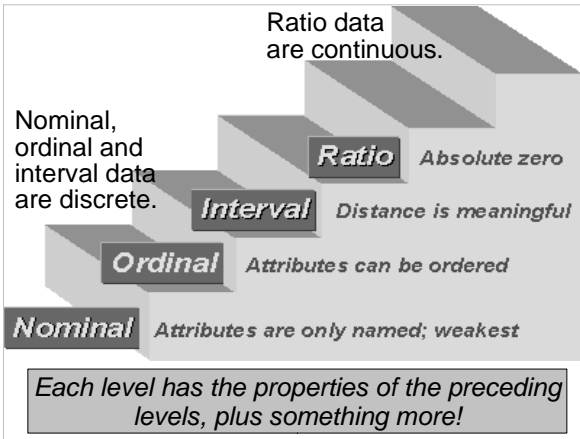 Ratio data
are continuous.
Nominal,
ordinal and
interval data
are discrete.
Ratio Absolute zero
Interval Distance is meaningful
Ordinal Attributes can be ordered
Nominal Attributes are only named; weakest
Each level has the properties of the preceding
levels, plus something more!